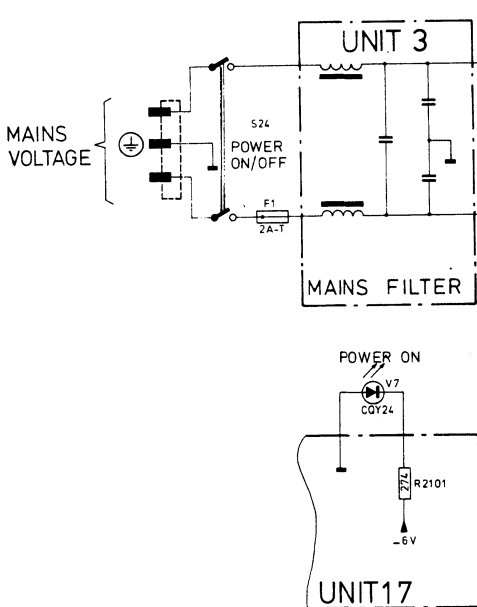 UNIT 3
MAINS
VOLTAGE
S24
POWER
ON/OFF
F1
2A-T
MAINS FILTER
POWER ON
V7
CQY24
274
R2101
-6V
UNIT17